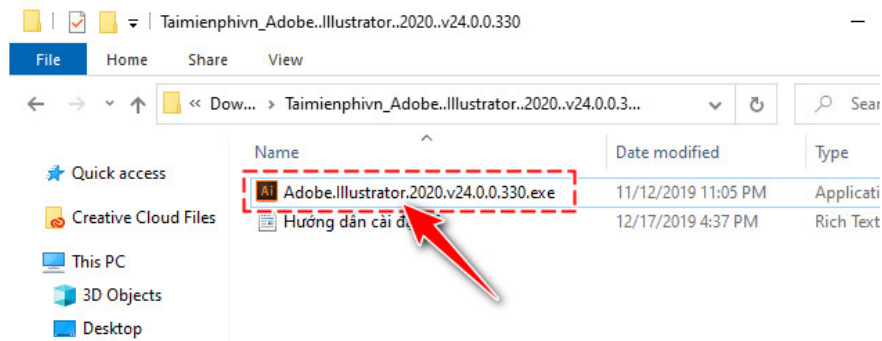 Taimienphivn_Adobe..Illustrator..2020..v24.0.0.330
File Home Share View
« Dow... > Taimienphivn_Adobe..Illustrator..2020..v24.0.0.3...
Name Date modified Type
Quick access
Ai Adobe.Illustrator.2020.v24.0.0.330.exe 11/12/2019 11:05 PM Applicati
Creative Cloud Files
Hướng dẫn cài 12/17/2019 4:37 PM Rich Text
This PC
3D Objects
Desktop